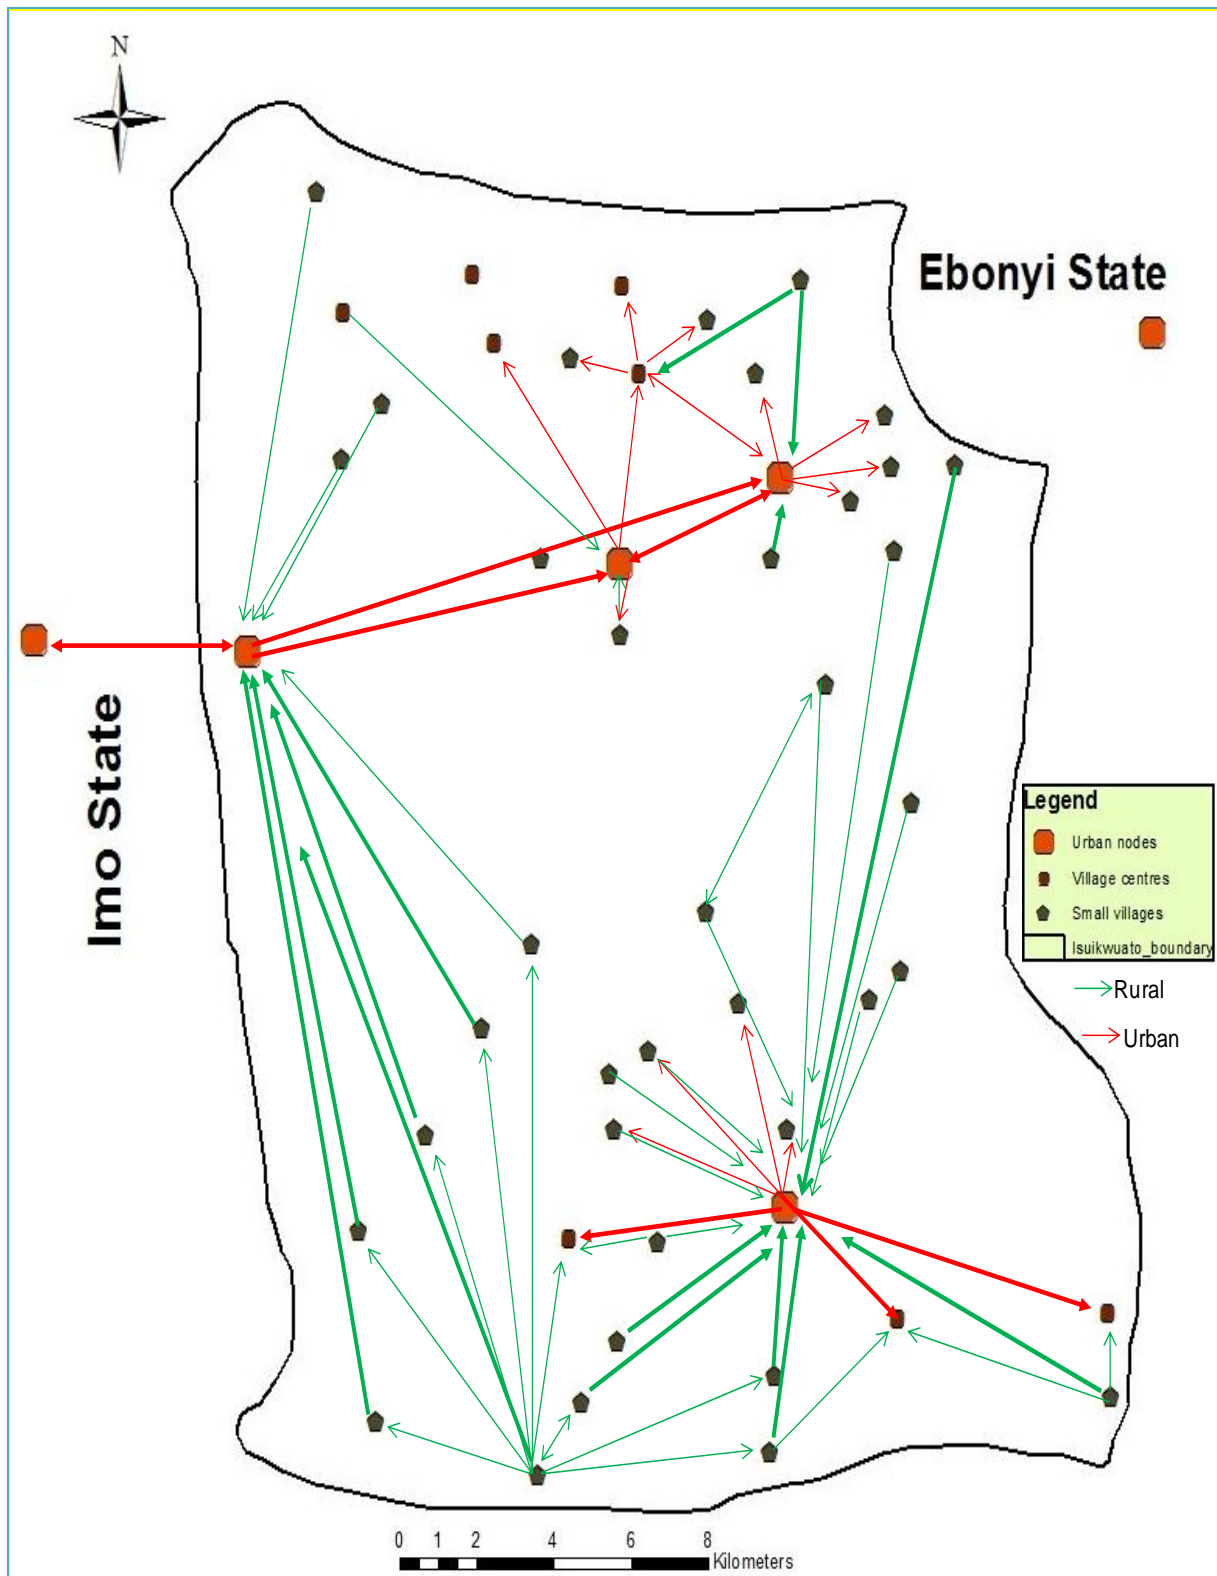 N
Ebonyi State
Imo State
Legend
Urban nodes
Village centres
Small villages
Isuikwuato_boundary
Rural
Urban
0 1 2 4 6 8
Kilometers